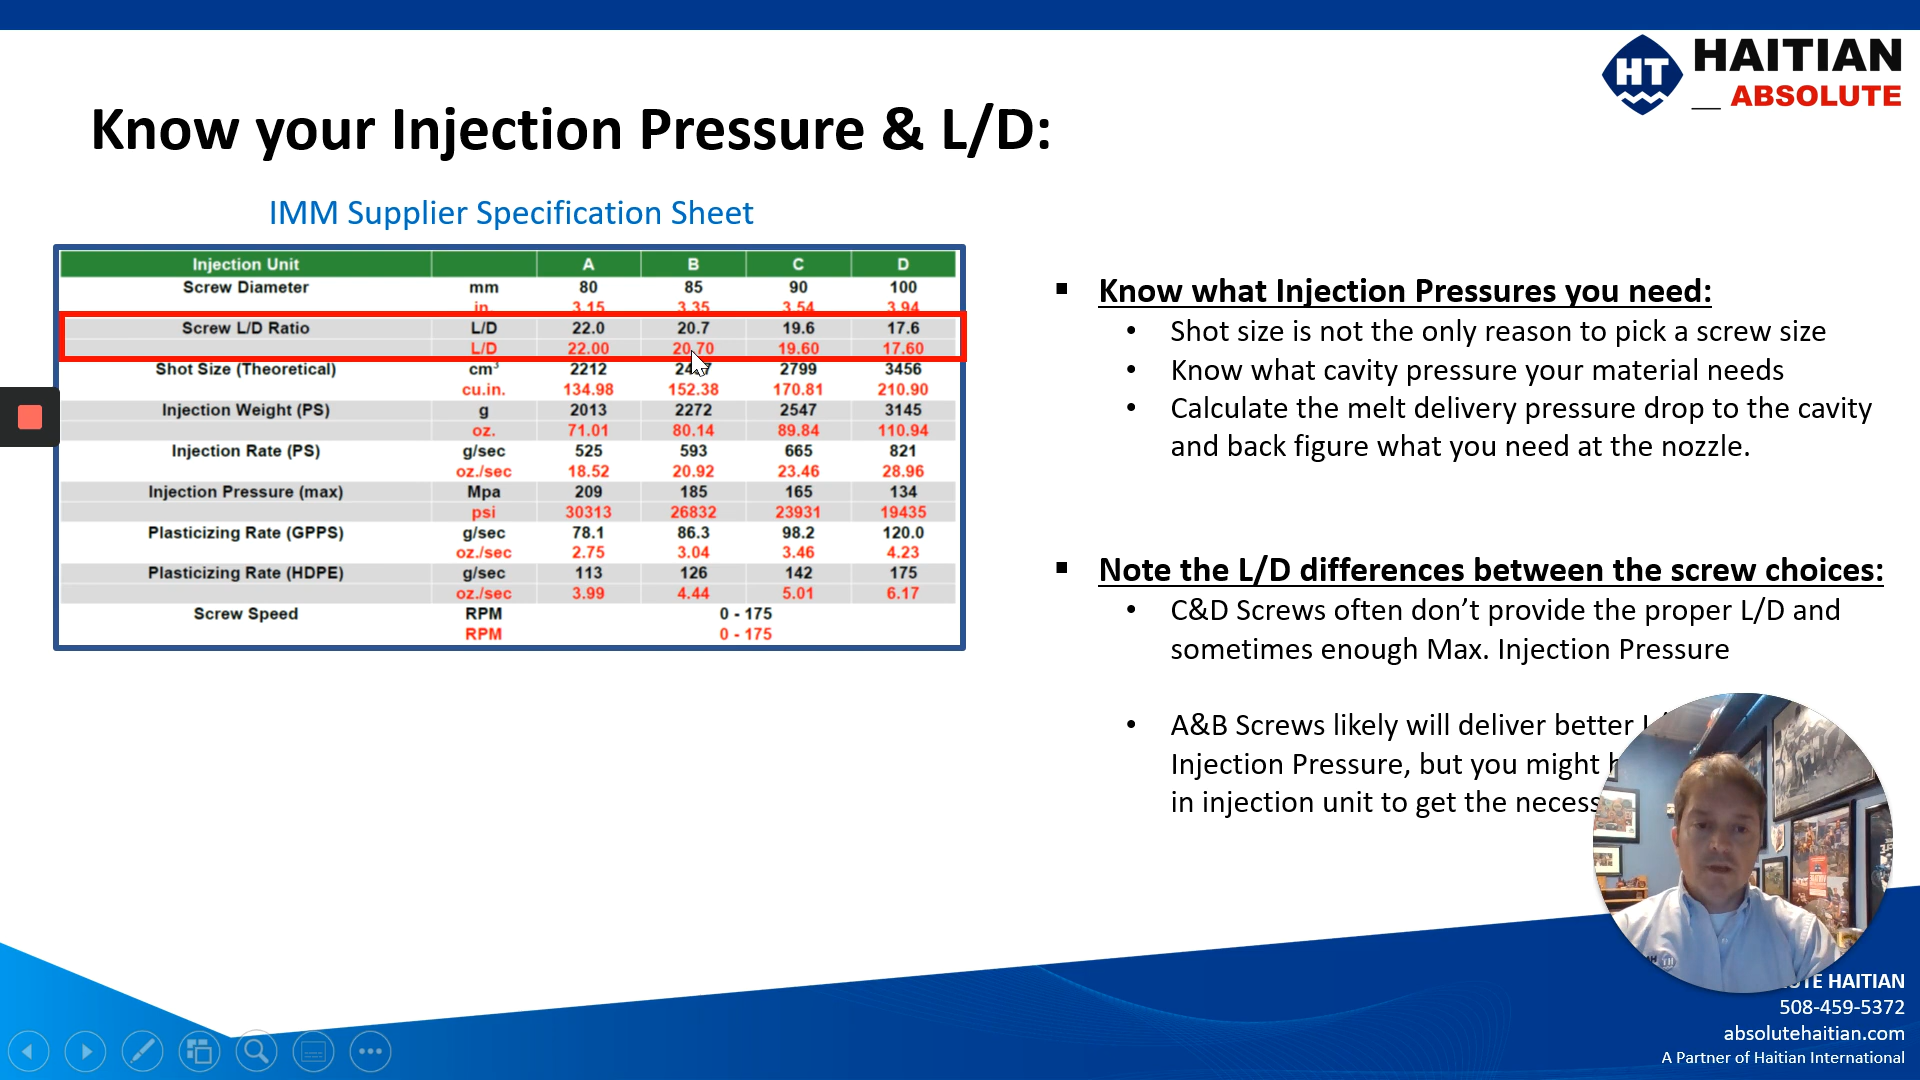 HT HAITIAN
ABSOLUTE
Know your Injection Pressure & L/D:
IMM Supplier Specification Sheet
Injection Unit A B C D
Screw Diameter mm 80 85 90 100
in. 3.15 3.35 3.54 3.94
Screw L/D Ratio L/D 22.0 20.7 19.6 17.6
L/D 22.00 20.70 19.60 17.60
Shot Size (Theoretical) cm³ 2212 2799 3456
cu.in. 134.98 152.38 170.81 210.90
Injection Weight (PS) g 2013 2272 2547 3145
oz. 71.01 80.14 89.84 110.94
Injection Rate (PS) g/sec 525 593 665 821
oz./sec 18.52 20.92 23.46 28.96
Injection Pressure (max) Mpa 209 185 165 134
psi 30313 26832 23931 19435
Plasticizing Rate (GPPS) g/sec 78.1 86.3 98.2 120.0
oz./sec 2.75 3.04 3.46 4.23
Plasticizing Rate (HDPE) g/sec 113 126 142 175
oz./sec 3.99 4.44 5.01 6.17
Screw Speed RPM 0 - 175
RPM 0 - 175
▪ Know what Injection Pressures you need:
• Shot size is not the only reason to pick a screw size
• Know what cavity pressure your material needs
• Calculate the melt delivery pressure drop to the cavity
and back figure what you need at the nozzle.
▪ Note the L/D differences between the screw choices:
• C&D Screws often don't provide the proper L/D and
sometimes enough Max. Injection Pressure
• A&B Screws likely will deliver better
Injection Pressure, but you might
in injection unit to get the
HAITIAN
508-459-5372
absolutehaitian.com
A Partner of Haitian International